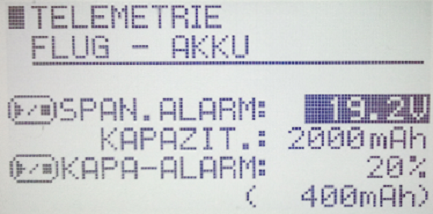 TELEMETRIE
FLUG - AKKU
SPAN.ALARM: 19.2V
KAPAZIT.: 2000mAh
KAPA-ALARM: 20%
( 400mAh)